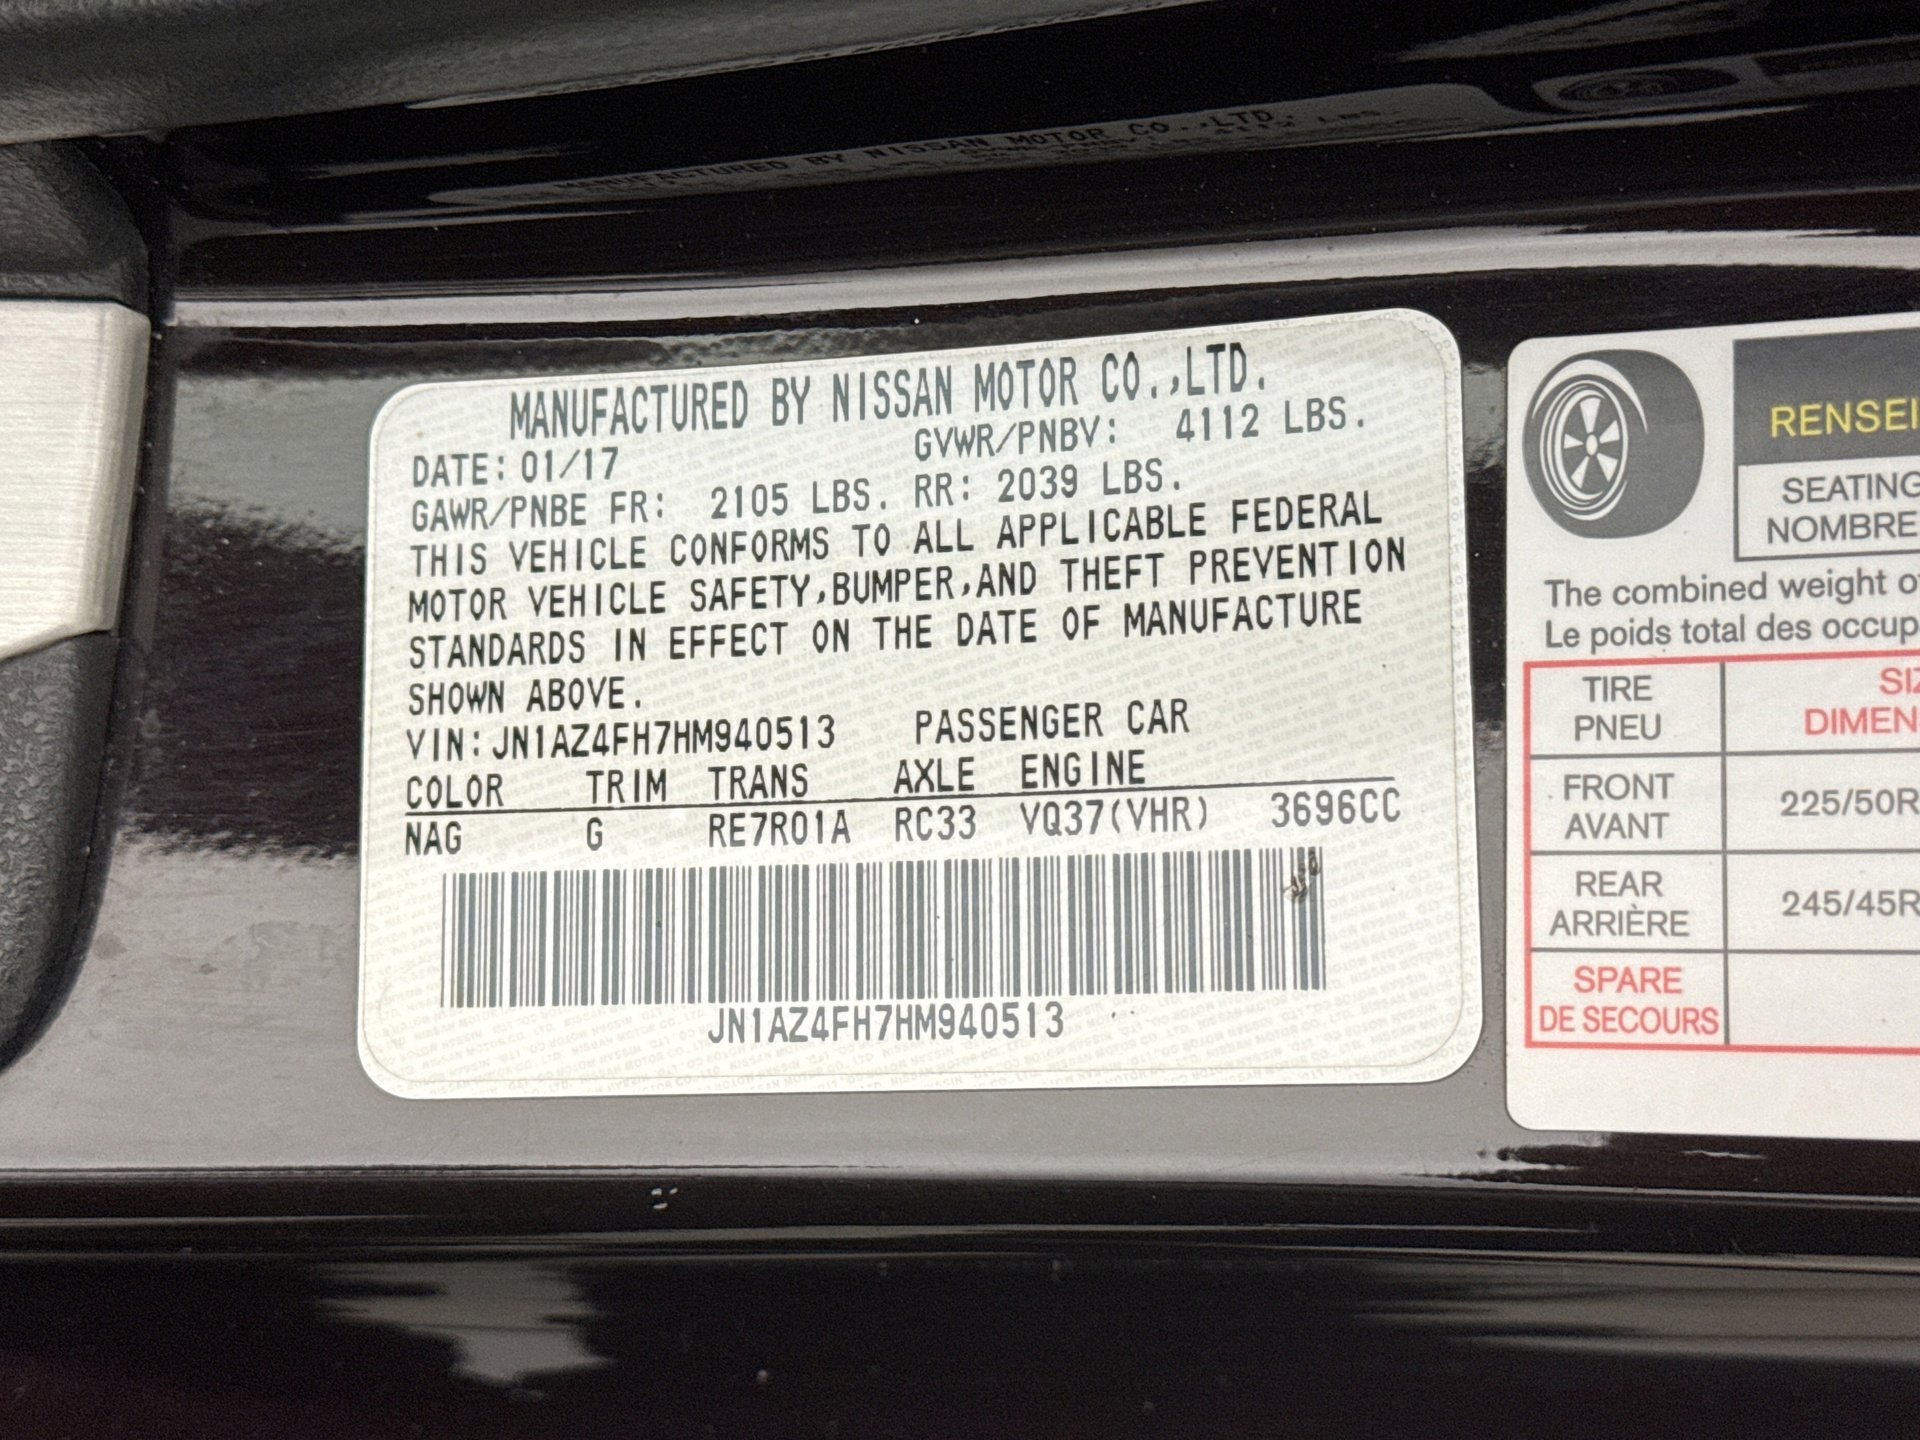 MANUFACTURED BY NISSAN MOTOR CO.,LTD.
DATE: 01/17 GVWR/PNBV: 4112 LBS.
GAWR/PNBE FR: 2105 LBS. RR: 2039 LBS.
THIS VEHICLE CONFORMS TO ALL APPLICABLE FEDERAL
MOTOR VEHICLE SAFETY,BUMPER,AND THEFT PREVENTION
STANDARDS IN EFFECT ON THE DATE OF MANUFACTURE
SHOWN ABOVE.
VIN: JN1AZ4FH7HM940513 PASSENGER CAR
COLOR TRIM TRANS AXLE ENGINE
NAG G RE7R01A RC33 VQ37(VHR) 3696CC
JN1AZ4FH7HM940513
RENSEI
SEATING
NOMBRE
The combined weight o
Le poids total des occup
TIRE
PNEU
SIZ
DIMEN
FRONT
AVANT
225/50R
REAR
ARRIÈRE
245/45R
SPARE
DE SECOURS